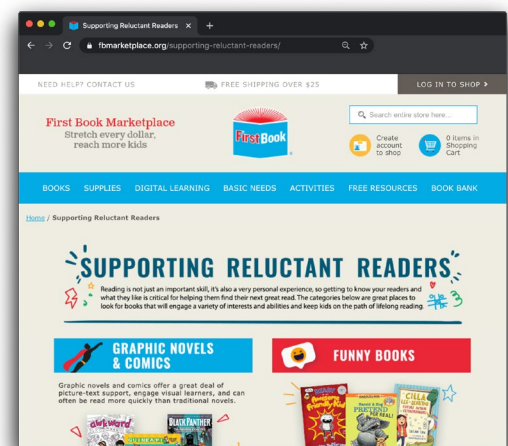 Supporting Reluctant Readers
fbmarketplace.org/supporting-reluctant-readers/
NEED HELP? CONTACT US
FREE SHIPPING OVER $25
LOG IN TO SHOP >
First Book Marketplace
Stretch every dollar,
reach more kids
First Book
Search entire store here...
Create
account
to shop
0 items in
Shopping
Cart
BOOKS SUPPLIES DIGITAL LEARNING BASIC NEEDS ACTIVITIES FREE RESOURCES BOOK BANK
Home / Supporting Reluctant Readers
SUPPORTING RELUCTANT READERS
Reading is not just an important skill, it's also a very personal experience, so getting to know your readers and
what they like is critical for helping them find their next great read. The categories below are great places to
look for books that will engage a variety of interests and abilities and keep kids on the path of lifelong reading.
GRAPHIC NOVELS
& COMICS
Graphic novels and comics offer a great deal of
picture-text support, engage visual learners, and can
often be read more quickly than traditional novels.
awkward
BLACK PANTHER
FUNNY BOOKS
Awesome
Friendly
PRETEND
FOR REAL!
CILLA